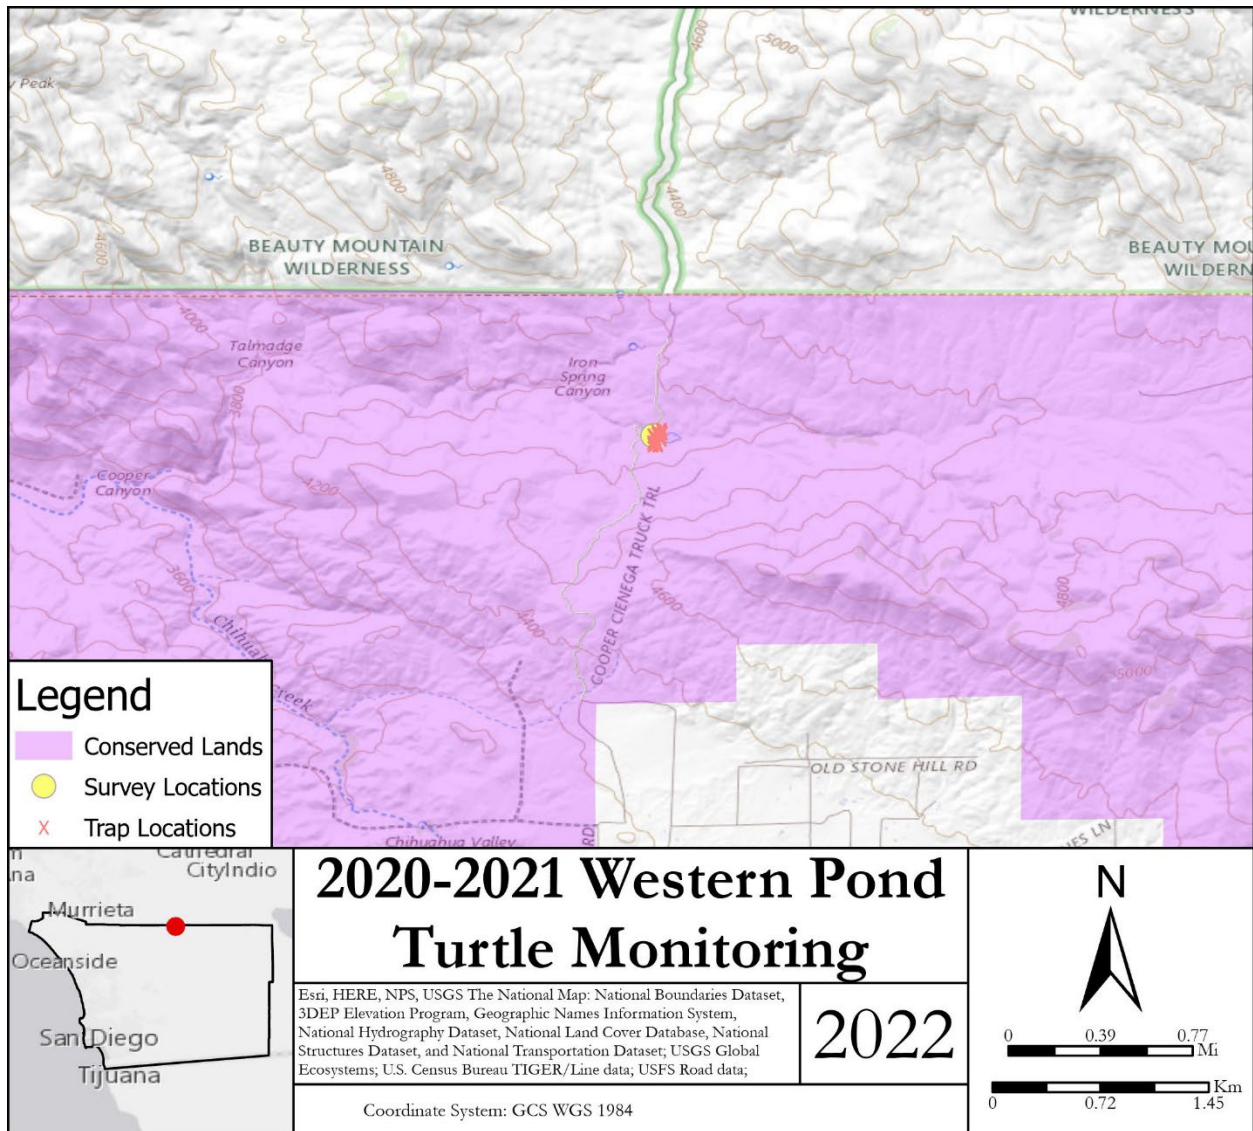 WILDERNESS
4600
5000
y Peak
4800
4400
4600
BEAUTY MOUNTAIN
WILDERNESS
BEAUTY MOU
WILDERN
4000
Talmadge
Canyon
Iron
Spring
Canyon
3800
Cooper
Canyon
4200
COOPER CIENEGA TRUCK TRL
3600
4400
4600
4800
5000
Chihuah
Creek
OLD STONE HILL RD
RD
Chihuahua Valley
ES LN
Legend
Conserved Lands
Survey Locations
Trap Locations
m
na
Cathedral
City
Indio
Murrieta
Oceanside
San Diego
Tijuana
2020-2021 Western Pond
Turtle Monitoring
Esri, HERE, NPS, USGS The National Map: National Boundaries Dataset,
3DEP Elevation Program, Geographic Names Information System,
National Hydrography Dataset, National Land Cover Database, National
Structures Dataset, and National Transportation Dataset; USGS Global
Ecosystems; U.S. Census Bureau TIGER/Line data; USFS Road data;
2022
Coordinate System: GCS WGS 1984
N
0 0.39 0.77
Mi
Km
0 0.72 1.45